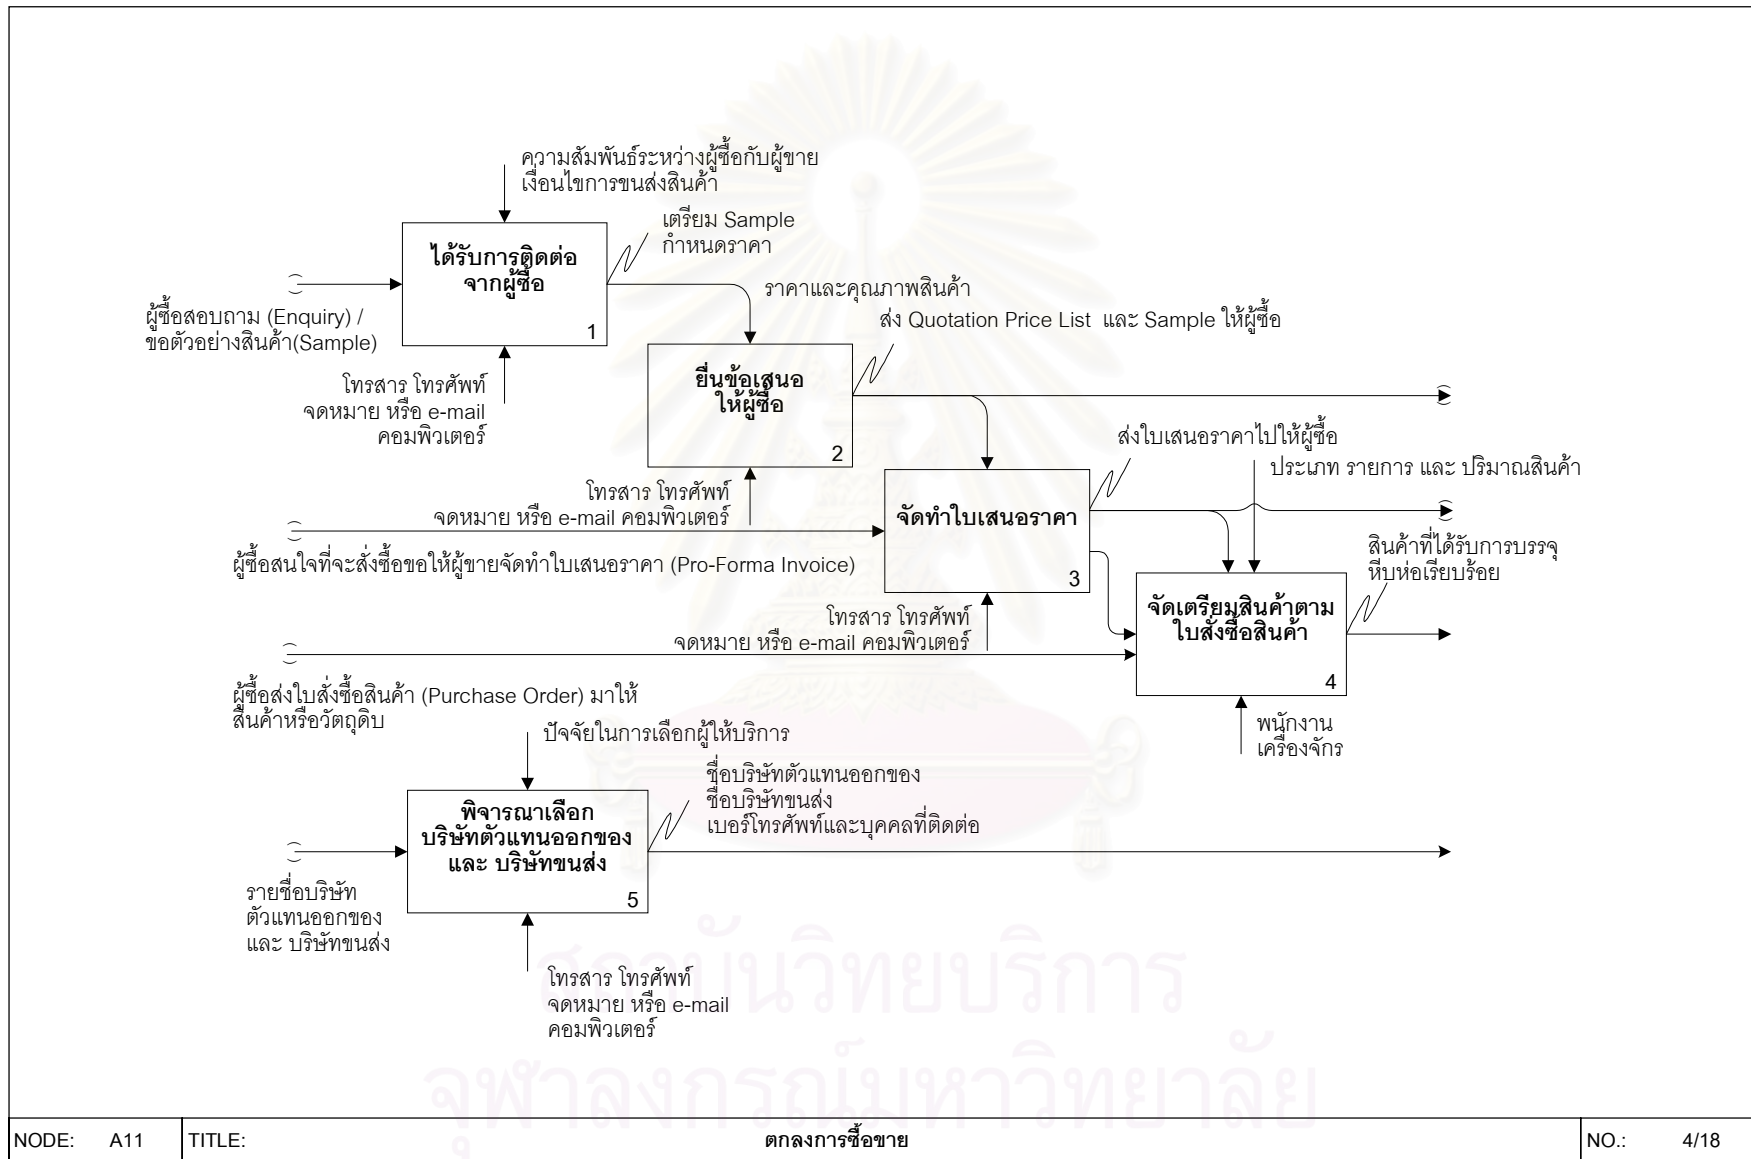 ความสัมพันธ์ระหว่างผู้ซื้อกับผู้ขาย
เงื่อนไขการขนส่งสินค้า
เตรียม Sample
กำหนดราคา
ได้รับการติดต่อ
จากผู้ซื้อ
1
ผู้ซื้อสอบถาม (Enquiry) /
ขอตัวอย่างสินค้า(Sample)
โทรสาร โทรศัพท์
จดหมาย หรือ e-mail
คอมพิวเตอร์
ราคาและคุณภาพสินค้า
ส่ง Quotation Price List และ Sample ให้ผู้ซื้อ
ยื่นข้อเสนอ
ให้ผู้ซื้อ
2
โทรสาร โทรศัพท์
จดหมาย หรือ e-mail คอมพิวเตอร์
ส่งใบเสนอราคาไปให้ผู้ซื้อ
ประเภท รายการ และ ปริมาณสินค้า
จัดทำใบเสนอราคา
3
ผู้ซื้อสนใจที่จะสั่งซื้อขอให้ผู้ขายจัดทำใบเสนอราคา (Pro-Forma Invoice)
โทรสาร โทรศัพท์
จดหมาย หรือ e-mail คอมพิวเตอร์
สินค้าที่ได้รับการบรรจุ
หีบห่อเรียบร้อย
จัดเตรียมสินค้าตาม
ใบสั่งซื้อสินค้า
4
ผู้ซื้อส่งใบสั่งซื้อสินค้า (Purchase Order) มาให้
สินค้าหรือวัตถุดิบ
พนักงาน
เครื่องจักร
ปัจจัยในการเลือกผู้ให้บริการ
ชื่อบริษัทตัวแทนออกของ
ชื่อบริษัทขนส่ง
เบอร์โทรศัพท์และบุคคลที่ติดต่อ
พิจารณาเลือก
บริษัทตัวแทนออกของ
และ บริษัทขนส่ง
5
รายชื่อบริษัท
ตัวแทนออกของ
และ บริษัทขนส่ง
โทรสาร โทรศัพท์
จดหมาย หรือ e-mail
คอมพิวเตอร์
สถาบันวิทยบริการ
จุฬาลงกรณ์มหาวิทยาลัย
NODE: A11 TITLE: ตกลงการซื้อขาย NO.: 4/18